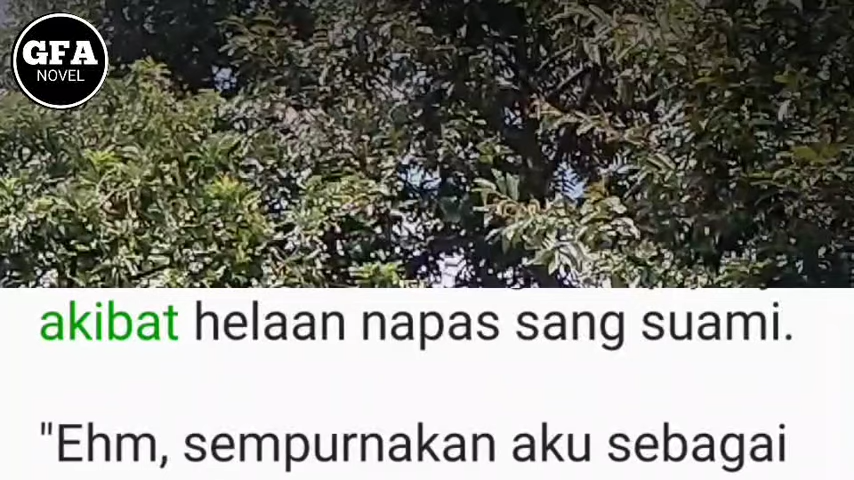 GFA
NOVEL
akibat helaan napas sang suami.
"Ehm, sempurnakan aku sebagai